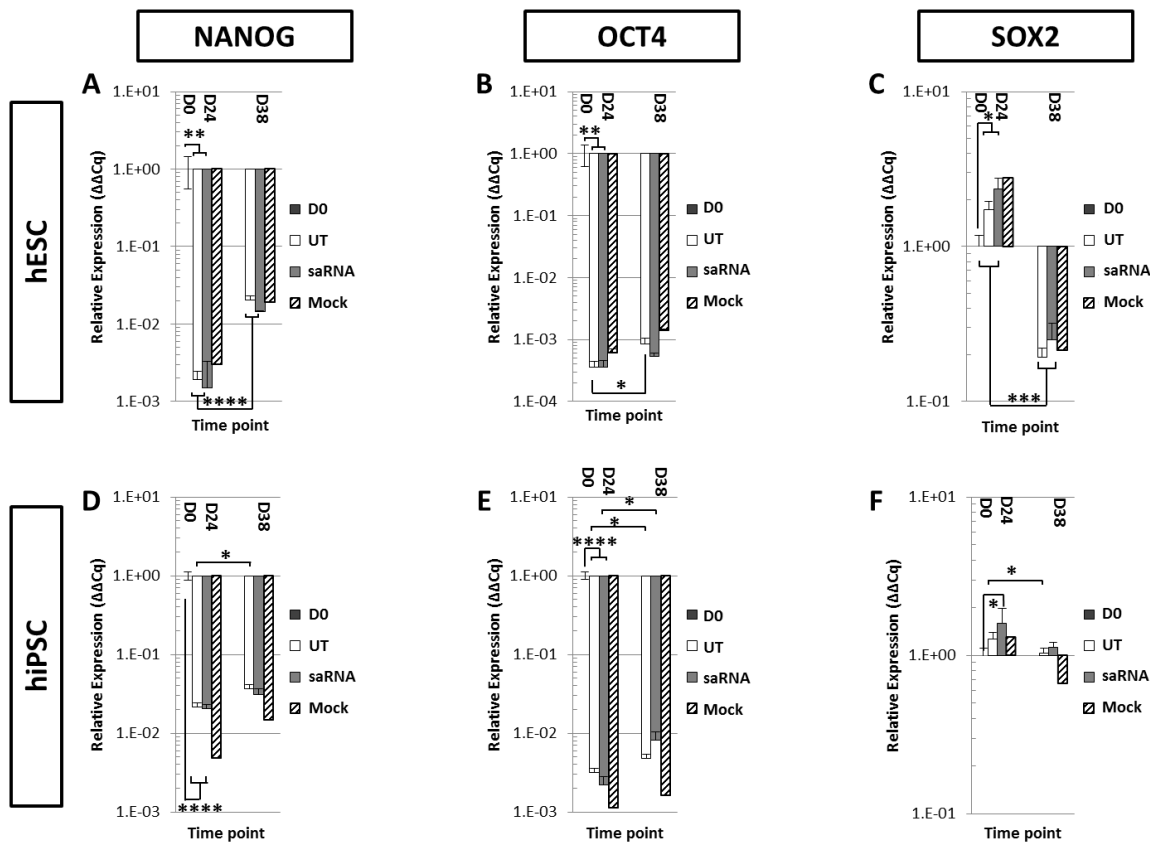 NANOG
OCT4
SOX2
hESC
hiPSC
A
1.E+01
1.E+00
1.E-01
1.E-02
1.E-03
Relative Expression (ΔΔCq)
D0
D24
D38
**
****
Time point
D0
UT
saRNA
Mock
B
1.E+01
1.E+00
1.E-01
1.E-02
1.E-03
1.E-04
Relative Expression (ΔΔCq)
D0
D24
D38
**
*
Time point
D0
UT
saRNA
Mock
C
1.E+01
1.E+00
1.E-01
Relative Expression (ΔΔCq)
D0
D24
D38
*
***
Time point
D0
UT
saRNA
Mock
D
1.E+01
1.E+00
1.E-01
1.E-02
1.E-03
Relative Expression (ΔΔCq)
D0
D24
D38
*
****
Time point
D0
UT
saRNA
Mock
E
1.E+01
1.E+00
1.E-01
1.E-02
1.E-03
Relative Expression (ΔΔCq)
D0
D24
D38
*
*
****
Time point
D0
UT
saRNA
Mock
F
1.E+01
1.E+00
1.E-01
Relative Expression (ΔΔCq)
D0
D24
D38
*
*
Time point
D0
UT
saRNA
Mock